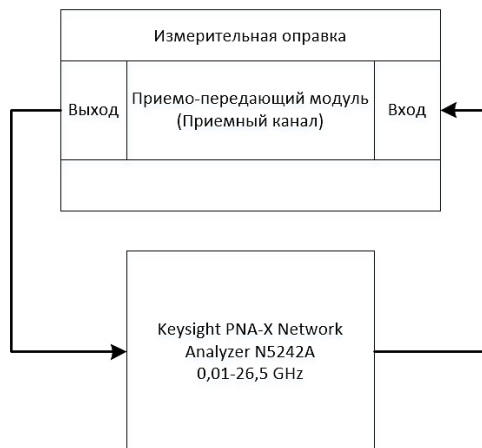 Измерительная оправка
Выход
Приемо-передающий модуль
(Приемный канал)
Вход
Keysight PNA-X Network
Analyzer N5242A
0,01-26,5 GHz